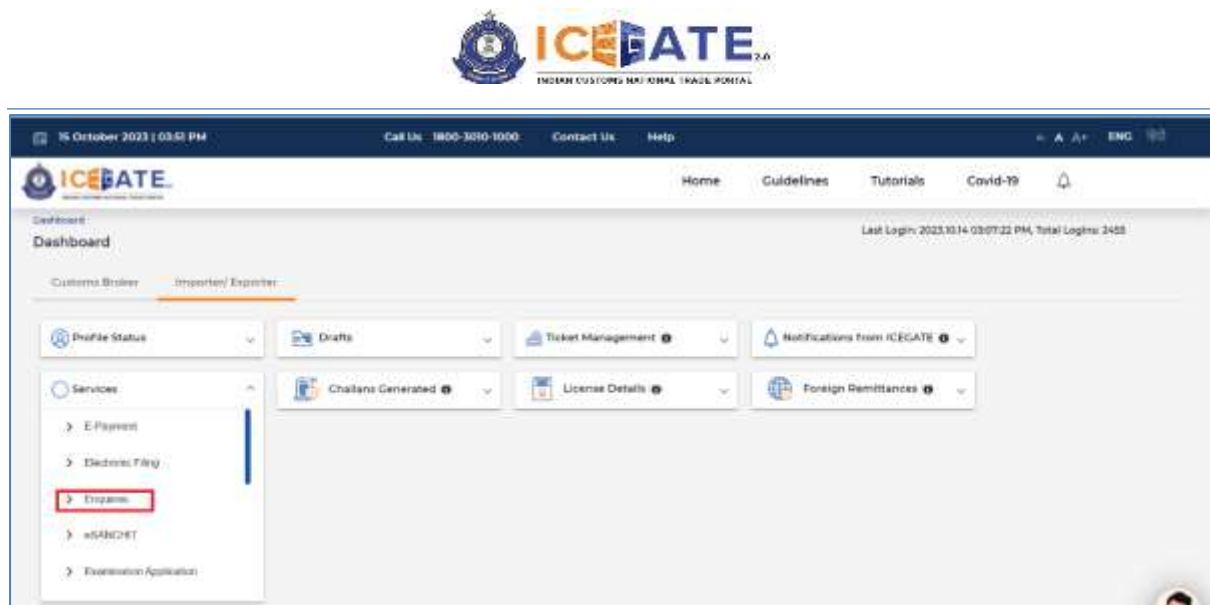 ICEGATE 2.0
INDIAN CUSTOMS NATIONAL TRADE PORTAL
15 October 2023 | 03:51 PM Call Us 1800-3010-1000 Contact Us Help A A+ ENG हिंदी
ICEGATE Home Guidelines Tutorials Covid-19
Dashboard
Dashboard Last Login: 2023.10.14 03:07:22 PM, Total Logins: 2455
Customs Broker Importer/ Exporter
Profile Status Drafts Ticket Management Notifications from ICEGATE
Services Challans Generated License Details Foreign Remittances
E-Payment
Electronic Filing
Enquiries
eSANCHIT
Examination Application